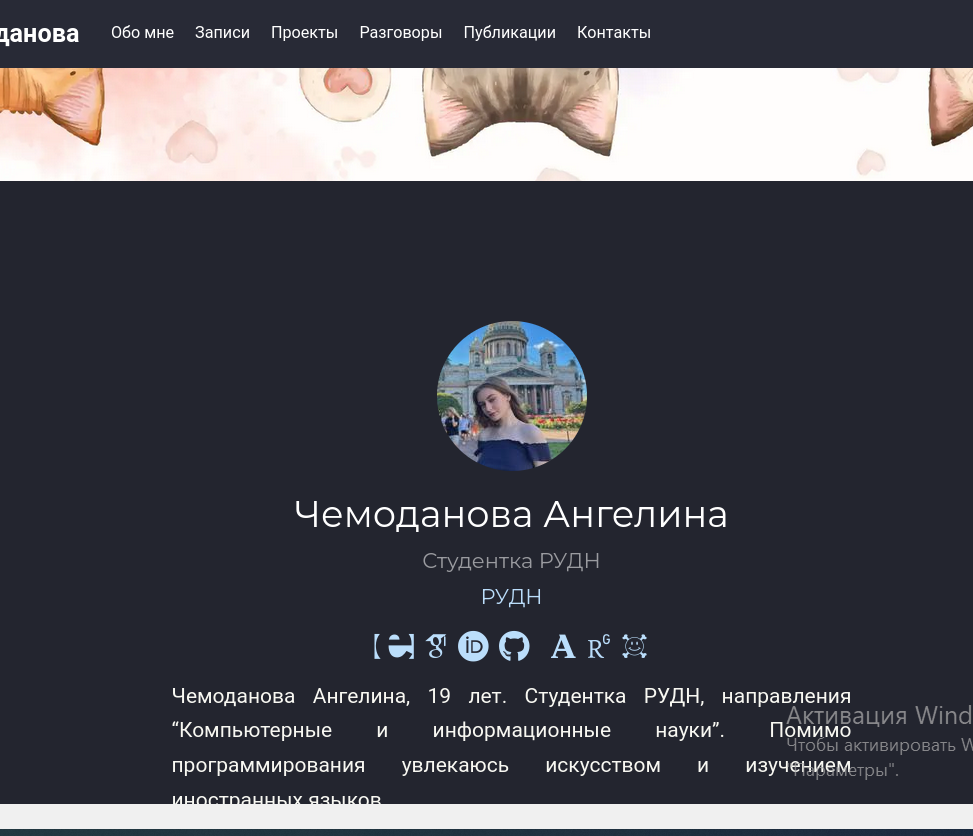 данова Обо мне Записи Проекты Разговоры Публикации Контакты
Чемоданова Ангелина
Студентка РУДН
РУДН
Чемоданова Ангелина, 19 лет. Студентка РУДН, направления
“Компьютерные и информационные науки”. Помимо
программирования увлекаюсь искусством и изучением
иностранных языков.
Активация Wind
Чтобы активировать W
"Параметры".